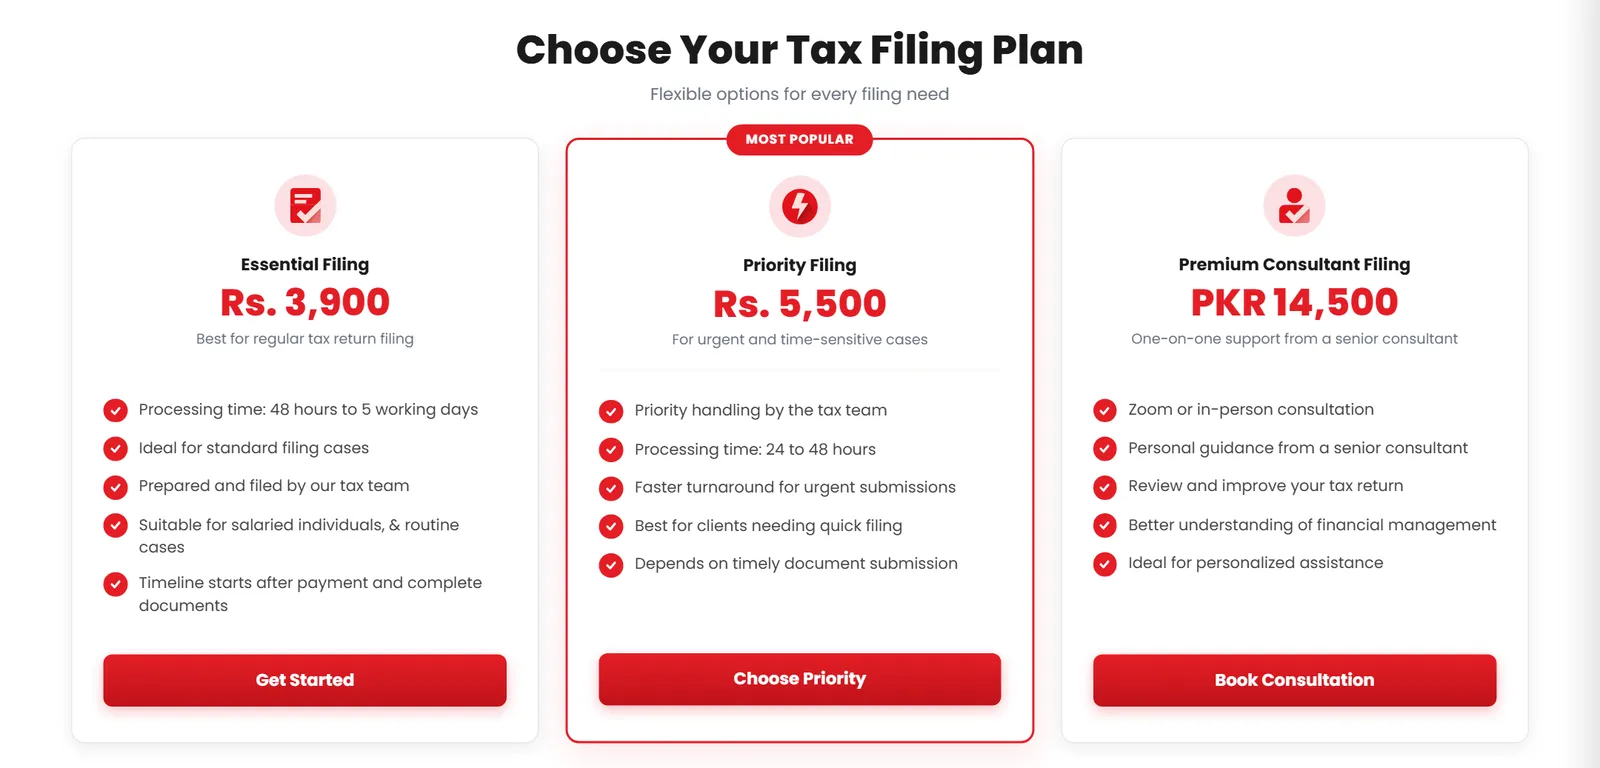 Choose Your Tax Filing Plan
Flexible options for every filing need
Essential Filing
Rs. 3,900
Best for regular tax return filing
Processing time: 48 hours to 5 working days
Ideal for standard filing cases
Prepared and filed by our tax team
Suitable for salaried individuals, & routine
cases
Timeline starts after payment and complete
documents
Get Started
MOST POPULAR
Priority Filing
Rs. 5,500
For urgent and time-sensitive cases
Priority handling by the tax team
Processing time: 24 to 48 hours
Faster turnaround for urgent submissions
Best for clients needing quick filing
Depends on timely document submission
Choose Priority
Premium Consultant Filing
PKR 14,500
One-on-one support from a senior consultant
Zoom or in-person consultation
Personal guidance from a senior consultant
Review and improve your tax return
Better understanding of financial management
Ideal for personalized assistance
Book Consultation